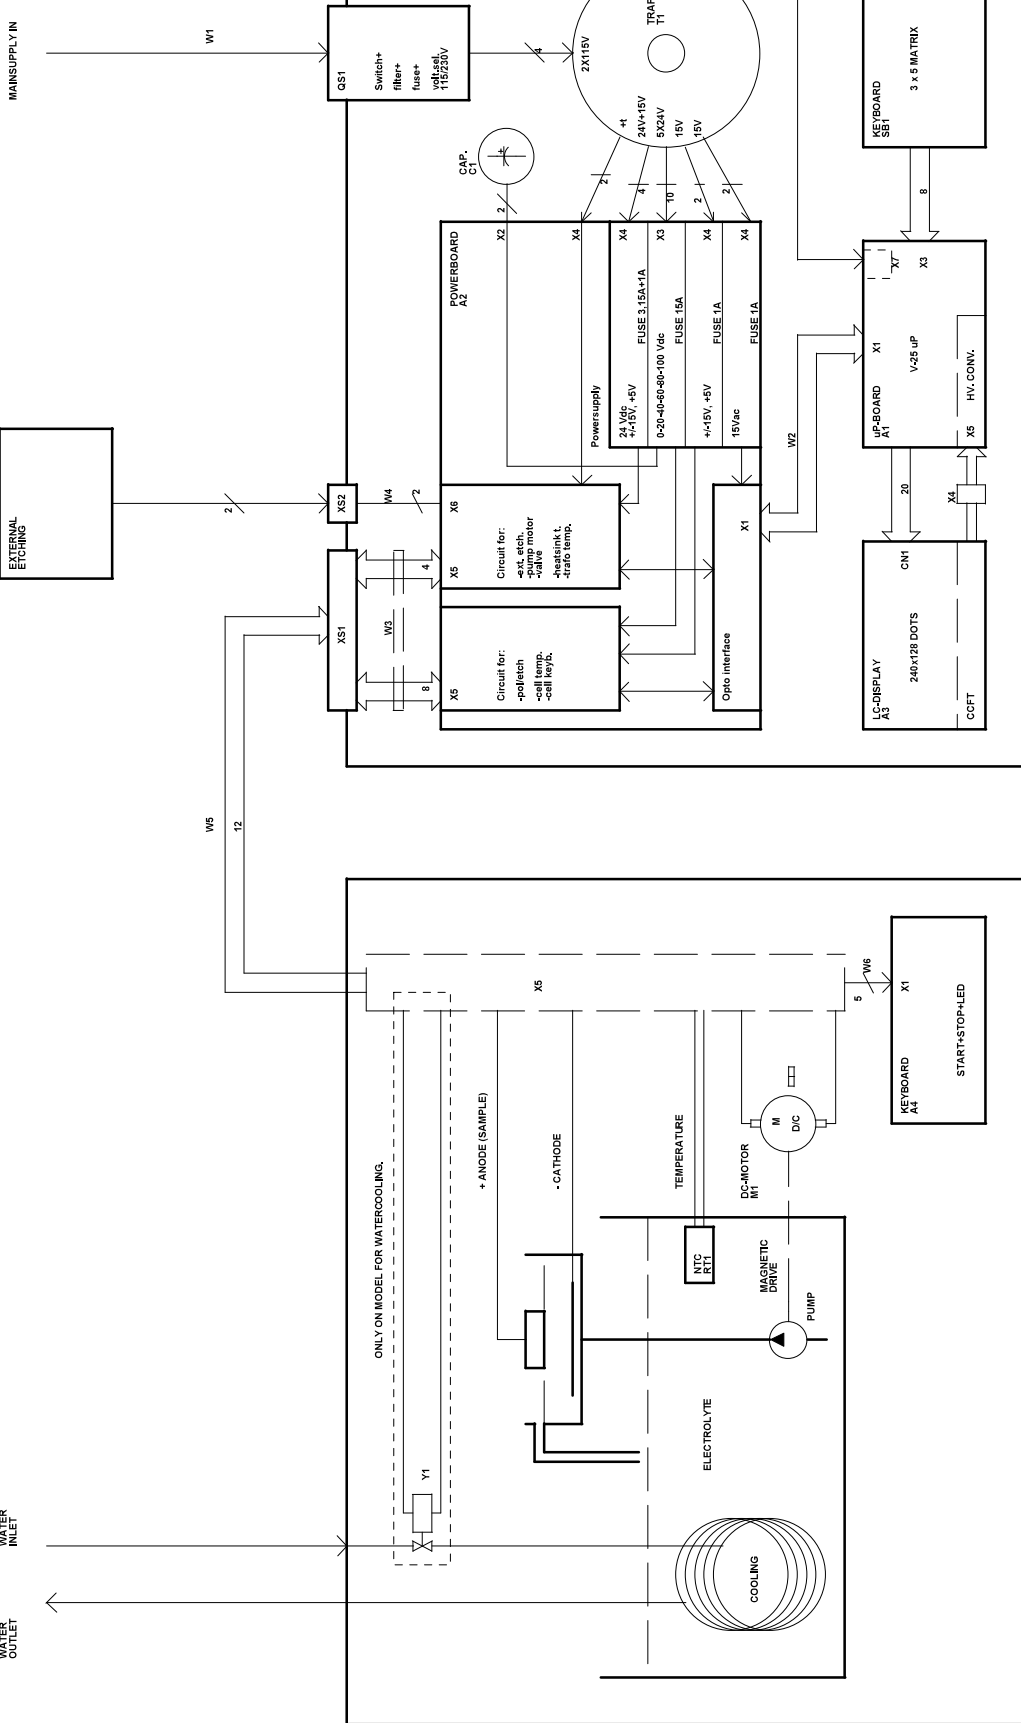 MAINSUPPLY IN
W1
QS1
Switch+
filter+
fuse+
volt.sel.
115/230V
4
2X115V
T1
+t
24V+15V
5X24V
15V
15V
KEYBOARD
SB1
3 x 5 MATRIX
CAP.
C1
+
2
2
4
10
2
2
8
POWERBOARD
A2
X2
X4
X4
X3
X4
X4
FUSE 3,15A+1A
FUSE 15A
FUSE 1A
FUSE 1A
Powersupply
24 Vdc
+/-15V, +5V
0-20-40-60-80-100 Vdc
+/-15V, +5V
15Vac
X7
X3
X1
V-25 uP
uP-BOARD
A1
X5
HV. CONV.
W2
EXTERNAL
ETCHING
2
XS2
W4
2
X6
X5
Circuit for:
-ext. etch.
-pump motor
-valve
-heatsink t.
-trafo temp.
X1
20
X4
XS1
4
W3
8
X5
Circuit for:
-pol/etch
-cell temp.
-cell keyb.
Opto interface
CN1
LC-DISPLAY
A3
240x128 DOTS
CCFT
W5
12
X5
5
W6
X1
KEYBOARD
A4
START+STOP+LED
ONLY ON MODEL FOR WATERCOOLING.
+ ANODE (SAMPLE)
- CATHODE
TEMPERATURE
DC-MOTOR
M1
M
D/C
NTC
RT1
MAGNETIC
DRIVE
PUMP
ELECTROLYTE
Y1
COOLING
WATER
INLET
WATER
OUTLET